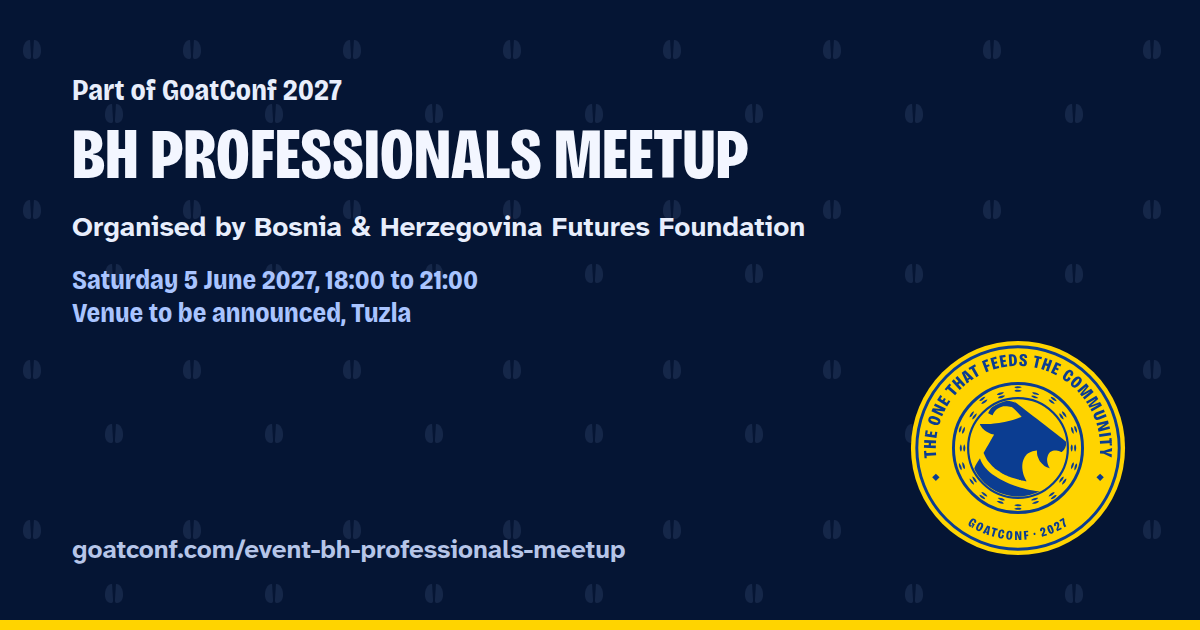 Part of GoatConf 2027
BH PROFESSIONALS MEETUP
Organised by Bosnia & Herzegovina Futures Foundation
Saturday 5 June 2027, 18:00 to 21:00
Venue to be announced, Tuzla
THE ONE THAT FEEDS THE COMMUNITY
GOATCONF · 2027
goatconf.com/event-bh-professionals-meetup